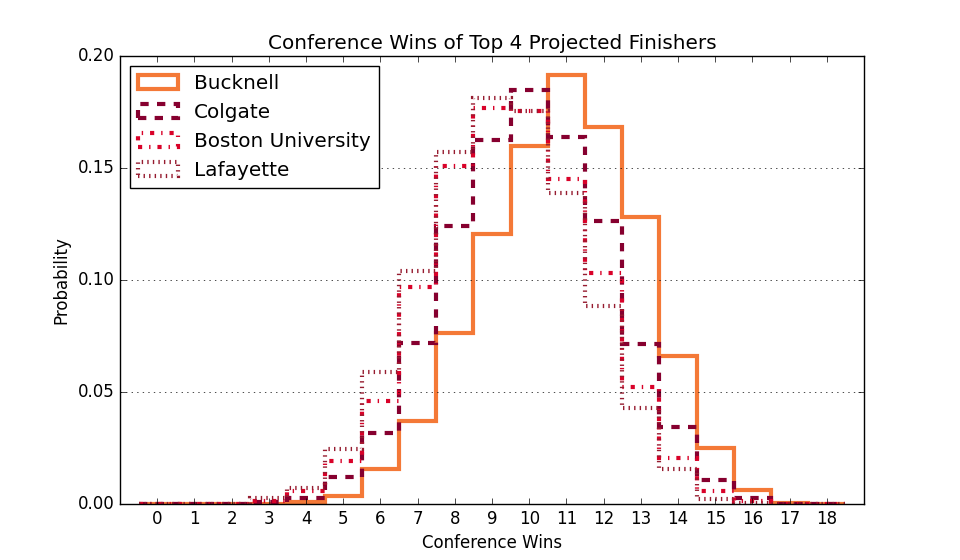 Conference Wins of Top 4 Projected Finishers
0.20
0.15
0.10
0.05
0.00
Probability
Bucknell
Colgate
Boston University
Lafayette
0 1 2 3 4 5 6 7 8 9 10 11 12 13 14 15 16 17 18
Conference Wins